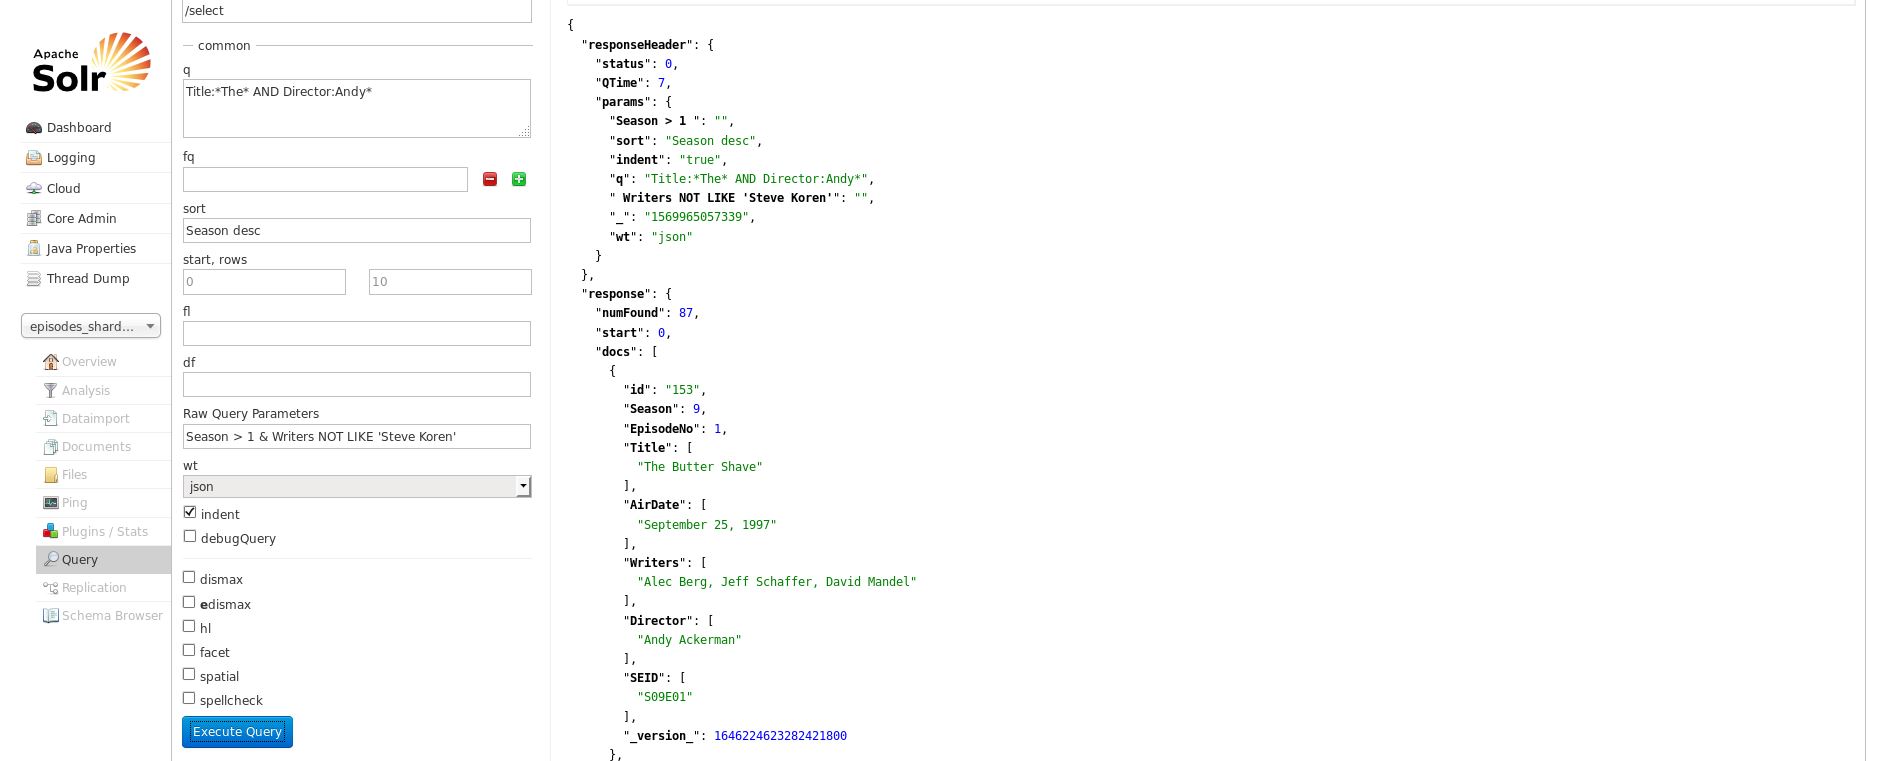 Apache
Solr
Dashboard
Logging
Cloud
Core Admin
Java Properties
Thread Dump
episodes_shard...
Overview
Analysis
Dataimport
Documents
Files
Ping
Plugins / Stats
Query
Replication
Schema Browser
/select
common
q
Title:*The* AND Director:Andy*
fq
sort
Season desc
start, rows
0 10
fl
df
Raw Query Parameters
Season > 1 & Writers NOT LIKE 'Steve Koren'
wt
json
indent
debugQuery
dismax
edismax
hl
facet
spatial
spellcheck
Execute Query
{
"responseHeader": {
"status": 0,
"QTime": 7,
"params": {
"Season > 1 ": "",
"sort": "Season desc",
"indent": "true",
"q": "Title:*The* AND Director:Andy*",
" Writers NOT LIKE 'Steve Koren'": "",
"_": "1569965057339",
"wt": "json"
}
},
"response": {
"numFound": 87,
"start": 0,
"docs": [
{
"id": "153",
"Season": 9,
"EpisodeNo": 1,
"Title": [
"The Butter Shave"
],
"AirDate": [
"September 25, 1997"
],
"Writers": [
"Alec Berg, Jeff Schaffer, David Mandel"
],
"Director": [
"Andy Ackerman"
],
"SEID": [
"S09E01"
],
"_version_": 1646224623282421800
},